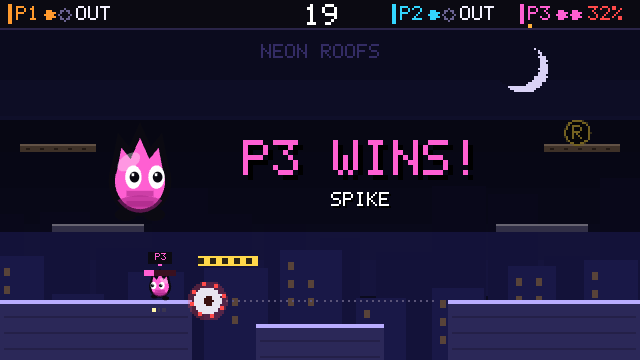 P1 OUT
19
P2 OUT
P3 32%
NEON ROOFS
R
P3 WINS!
SPIKE
P3